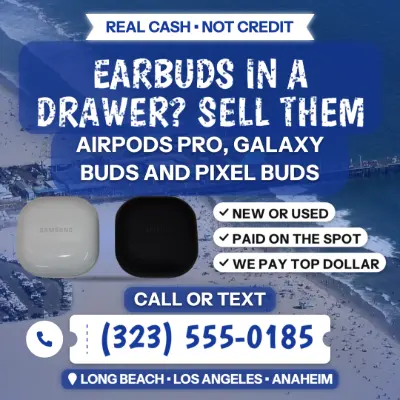 REAL CASH • NOT CREDIT
EARBUDS IN A
DRAWER? SELL THEM
AIRPODS PRO, GALAXY
BUDS AND PIXEL BUDS
SAMSUNG
NEW OR USED
PAID ON THE SPOT
WE PAY TOP DOLLAR
CALL OR TEXT
(323) 555-0185
LONG BEACH • LOS ANGELES • ANAHEIM